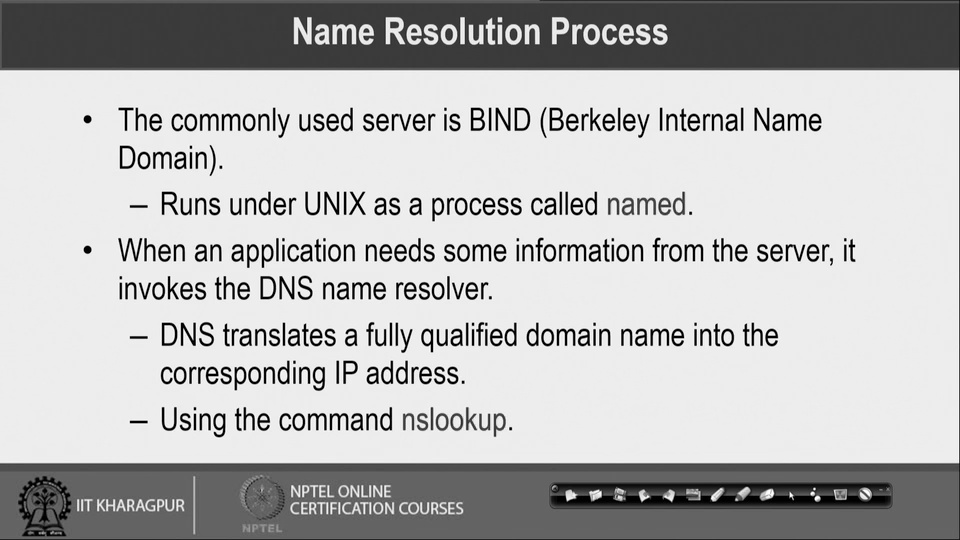 Name Resolution Process
• The commonly used server is BIND (Berkeley Internal Name
Domain).
– Runs under UNIX as a process called named.
• When an application needs some information from the server, it
invokes the DNS name resolver.
– DNS translates a fully qualified domain name into the
corresponding IP address.
– Using the command nslookup.
IIT KHARAGPUR
NPTEL
NPTEL ONLINE
CERTIFICATION COURSES